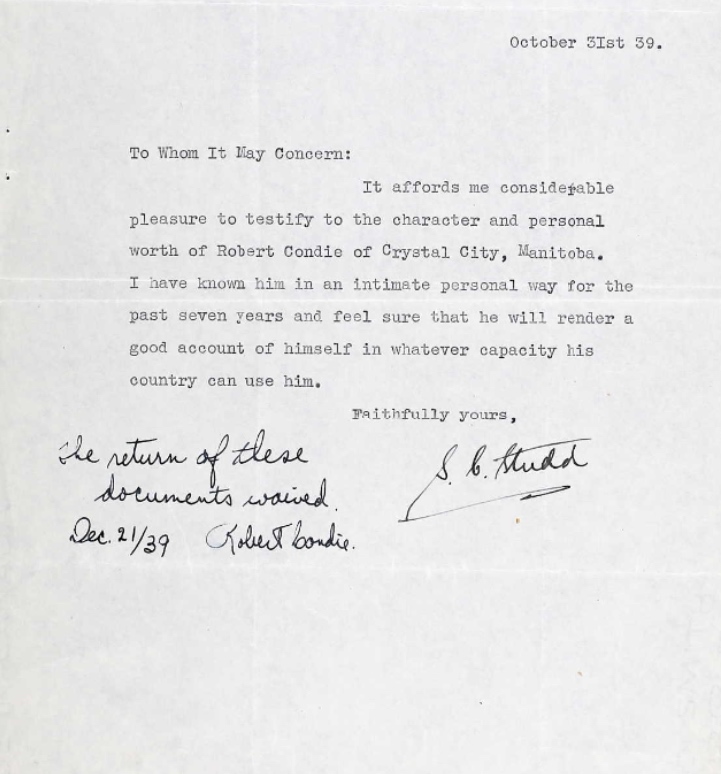 October 3Ist 39.
To Whom It May Concern:
It affords me considerable
pleasure to testify to the character and personal
worth of Robert Condie of Crystal City, Manitoba.
I have known him in an intimate personal way for the
past seven years and feel sure that he will render a
good account of himself in whatever capacity his
country can use him.
Faithfully yours,
S. C. Studd
The return of these
documents waived.
Dec. 21/39 Robert Condie.